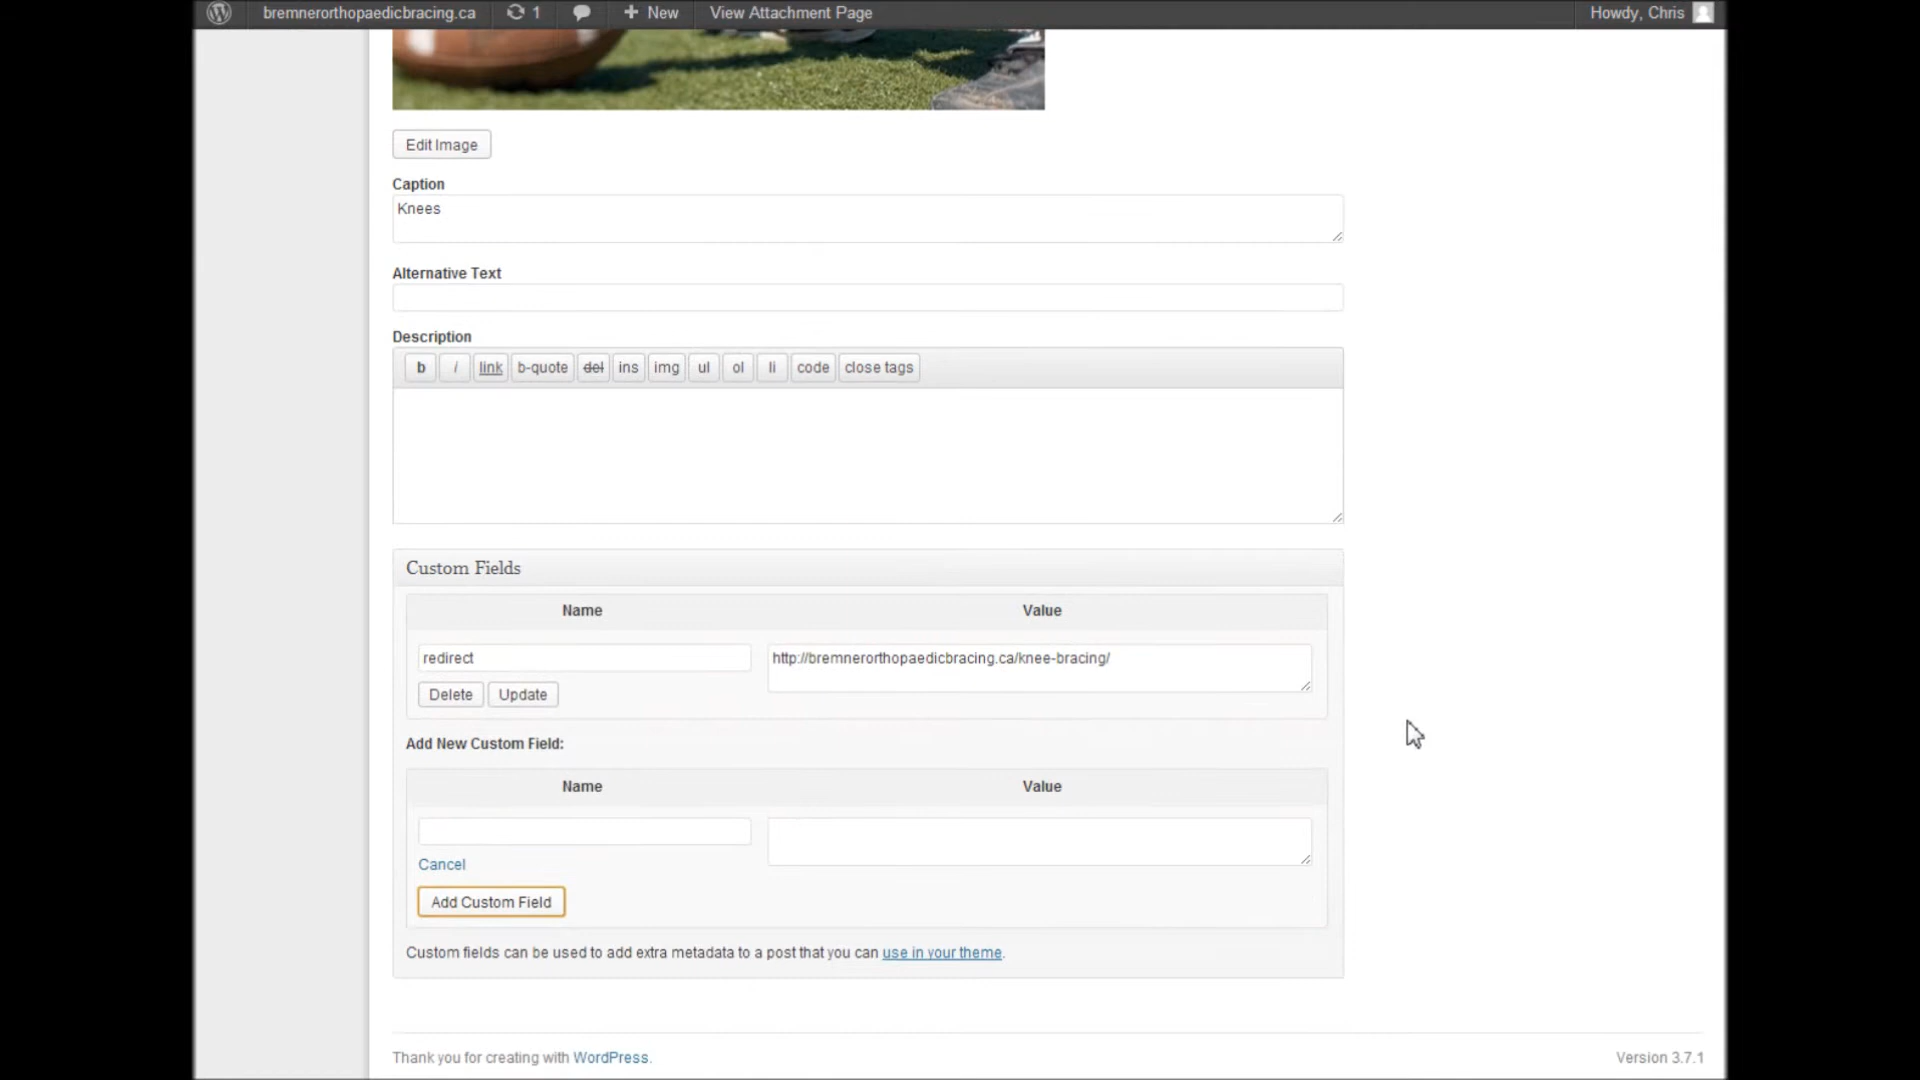 bremnerorthopaedicbracing.ca 1 + New View Attachment Page Howdy, Chris
Edit Image
Caption
Knees
Alternative Text
Description
b i link b-quote del ins img ul ol li code close tags
Custom Fields
Name Value
redirect http://bremnerorthopaedicbracing.ca/knee-bracing/
Delete Update
Add New Custom Field:
Name Value
Cancel
Add Custom Field
Custom fields can be used to add extra metadata to a post that you can use in your theme.
Thank you for creating with WordPress. Version 3.7.1